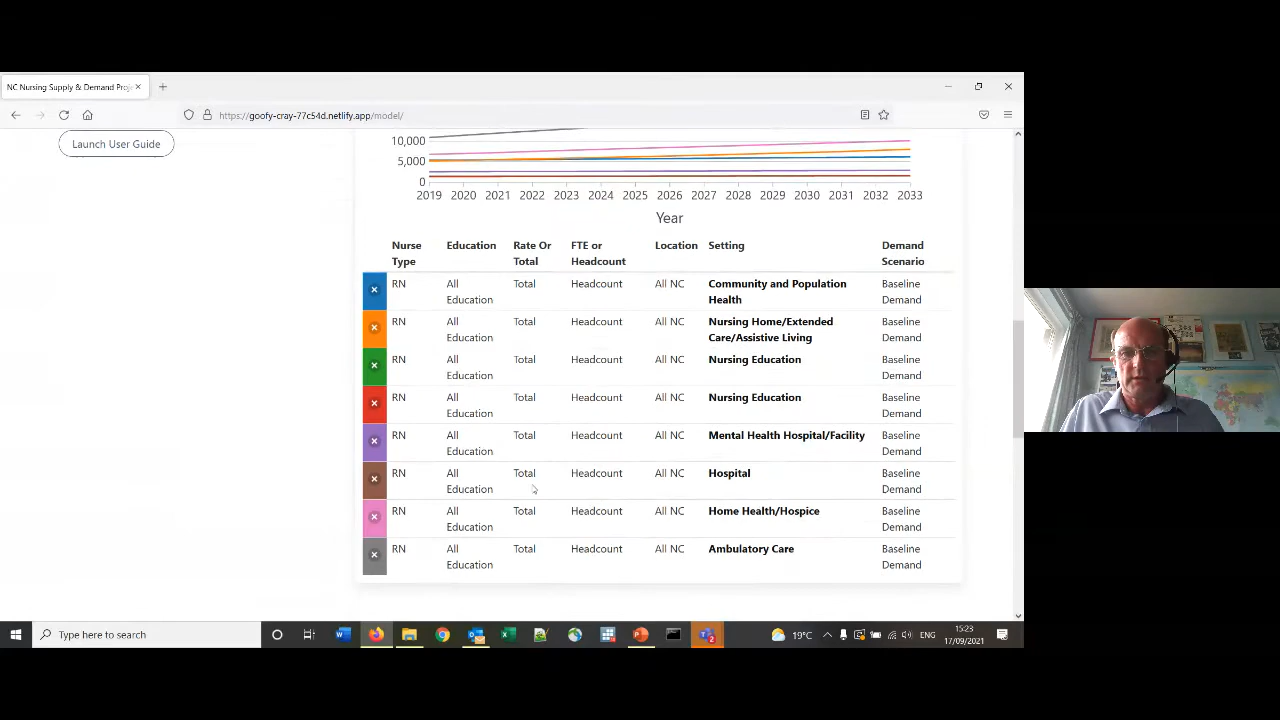 NC Nursing Supply & Demand Proj
https://goofy-cray-77c54d.netlify.app/model/
Launch User Guide
10,000
5,000
0
2019 2020 2021 2022 2023 2024 2025 2026 2027 2028 2029 2030 2031 2032 2033
Year
Nurse Type Education Rate Or Total FTE or Headcount Location Setting Demand Scenario
RN All Education Total Headcount All NC Community and Population Health Baseline Demand
RN All Education Total Headcount All NC Nursing Home/Extended Care/Assistive Living Baseline Demand
RN All Education Total Headcount All NC Nursing Education Baseline Demand
RN All Education Total Headcount All NC Nursing Education Baseline Demand
RN All Education Total Headcount All NC Mental Health Hospital/Facility Baseline Demand
RN All Education Total Headcount All NC Hospital Baseline Demand
RN All Education Total Headcount All NC Home Health/Hospice Baseline Demand
RN All Education Total Headcount All NC Ambulatory Care Baseline Demand
Type here to search
19°C
ENG
15:23
17/09/2021